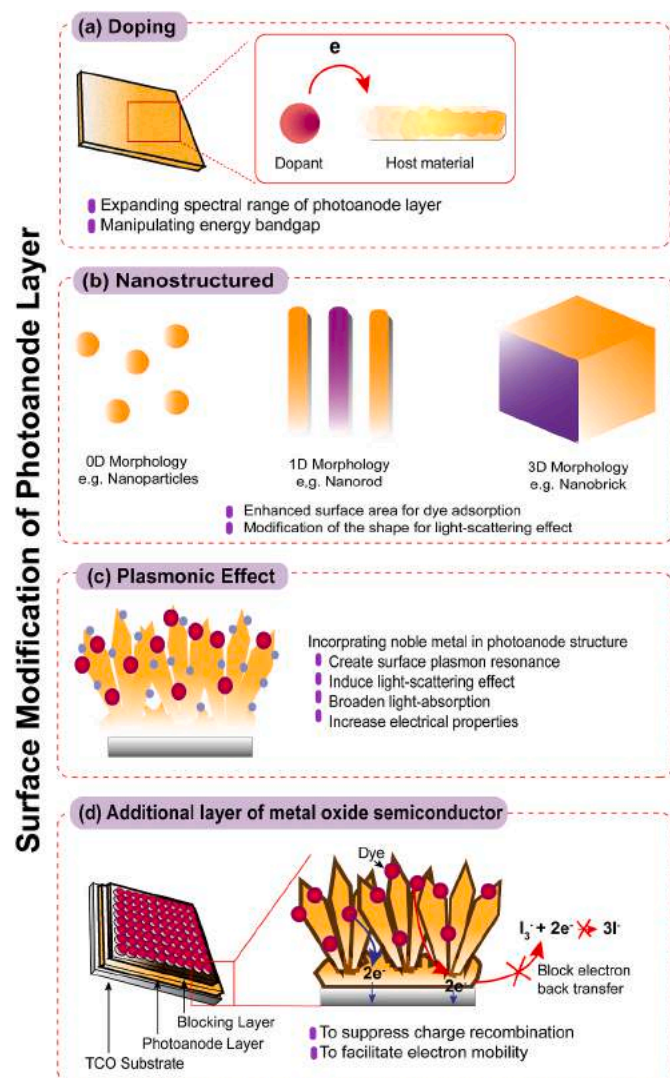 Surface Modification of Photoanode Layer
(a) Doping
e
Dopant
Host material
Expanding spectral range of photoanode layer
Manipulating energy bandgap
(b) Nanostructured
0D Morphology
e.g. Nanoparticles
1D Morphology
e.g. Nanorod
3D Morphology
e.g. Nanobrick
Enhanced surface area for dye adsorption
Modification of the shape for light-scattering effect
(c) Plasmonic Effect
Incorprating noble metal in photoanode structure
Create surface plasmon resonance
Induce light-scattering effect
Broaden light-absorption
Increase electrical properties
(d) Additional layer of metal oxide semiconductor
Dye
I₃⁻ + 2e⁻ 3I⁻
2e⁻
2e⁻
Block electron
back transfer
Blocking Layer
Photoanode Layer
TCO Substrate
To suppress charge recombination
To facilitate electron mobility